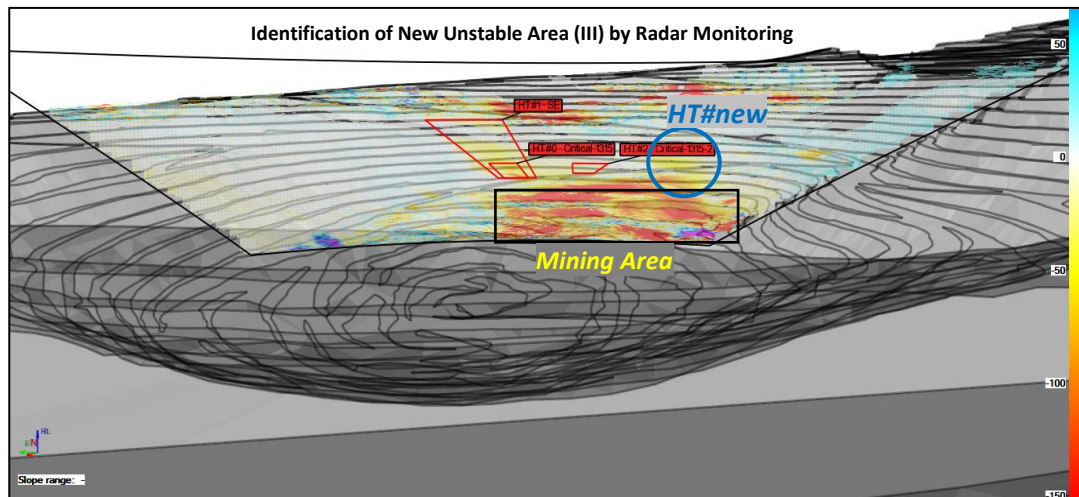 Identification of New Unstable Area (III) by Radar Monitoring
50
HT#1 - SE
HT#new
HT#0 - Critical-1315
HT#2 - Critical-1315-2
0
Mining Area
-50
-100
RL
N
Slope range: -
-150